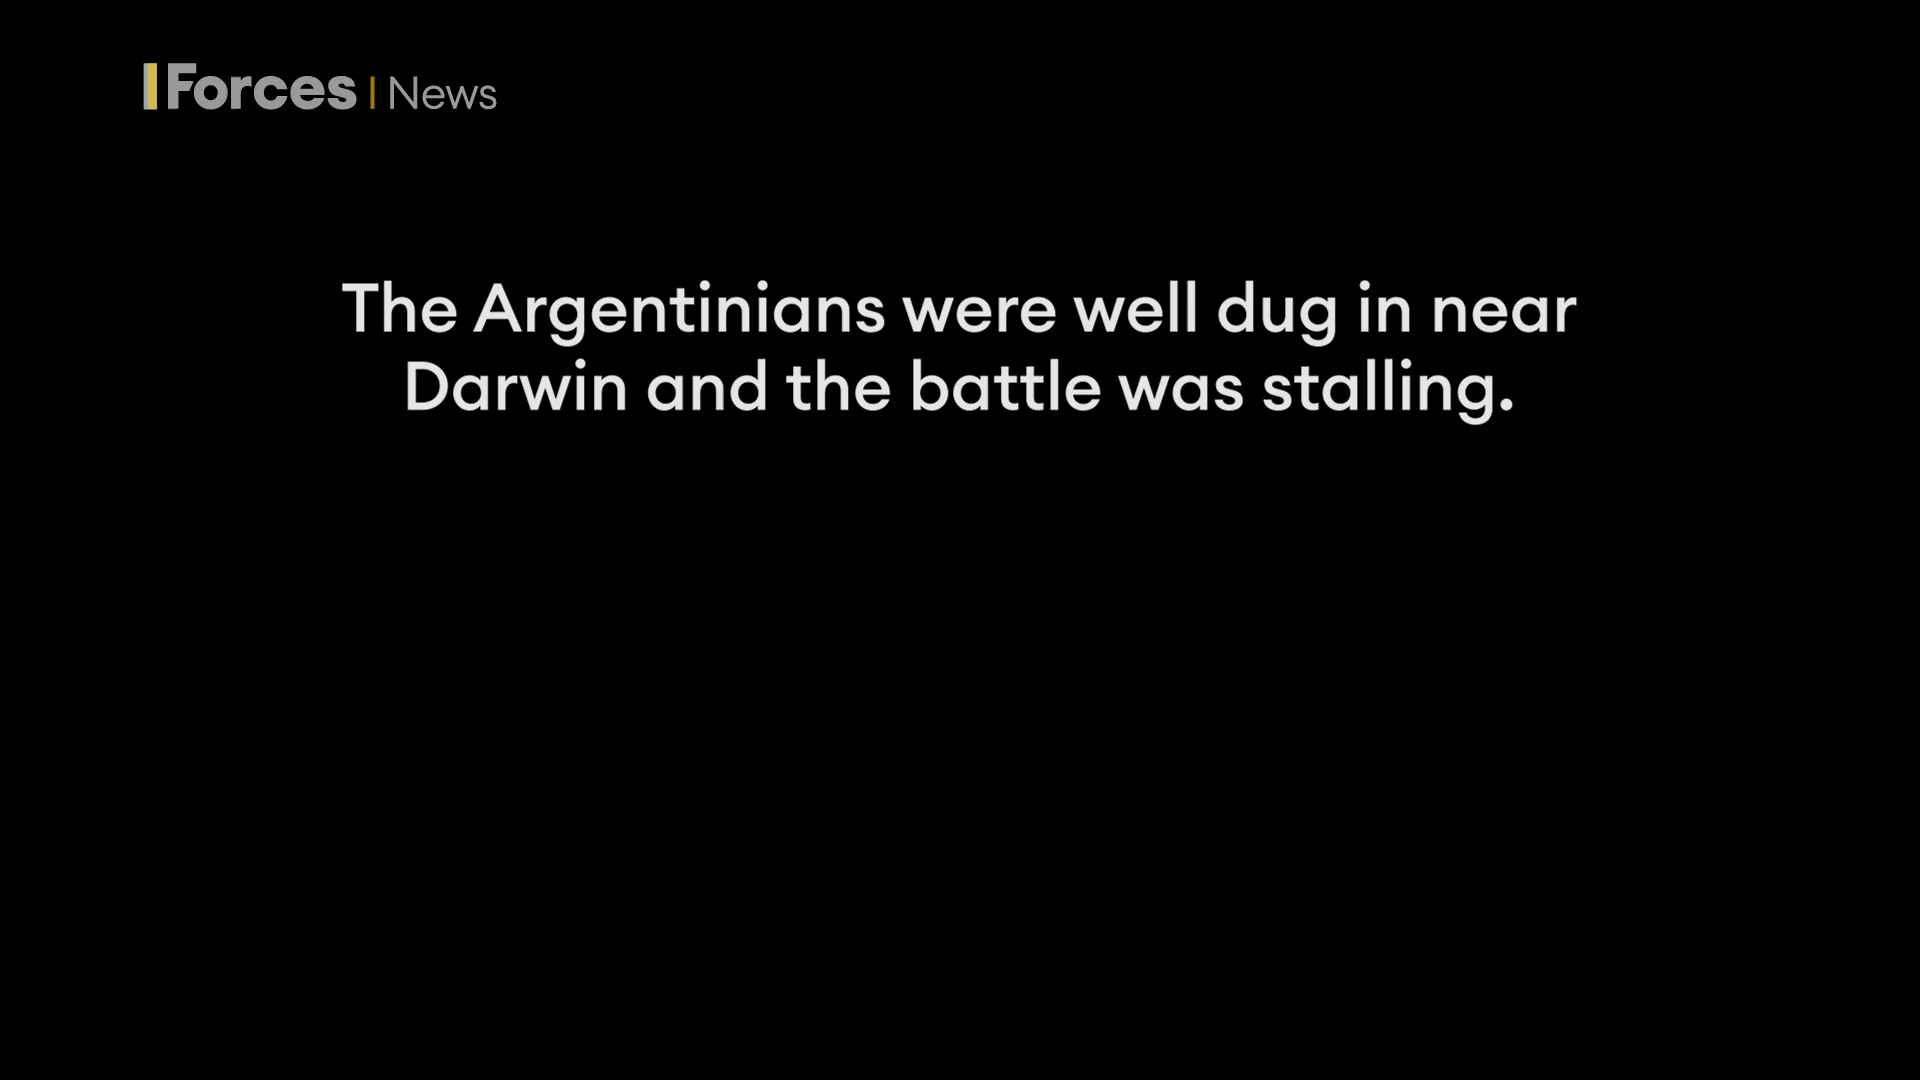 Forces | News
The Argentinians were well dug in near
Darwin and the battle was stalling.